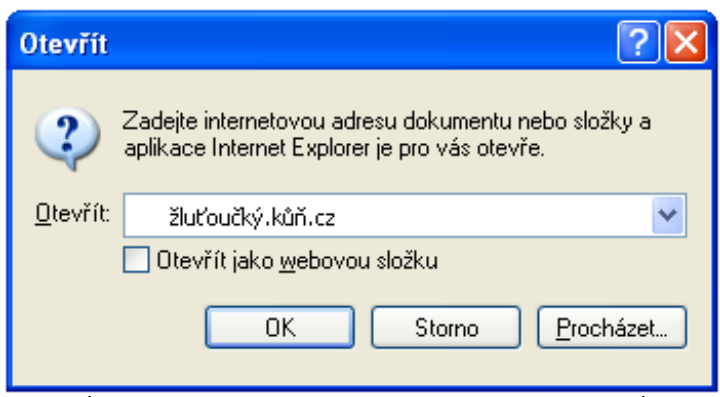 Otevřít
Zadejte internetovou adresu dokumentu nebo složky a
aplikace Internet Explorer je pro vás otevře.
Otevřít: žluťoučký.kůň.cz
Otevřít jako webovou složku
OK Storno Procházet...